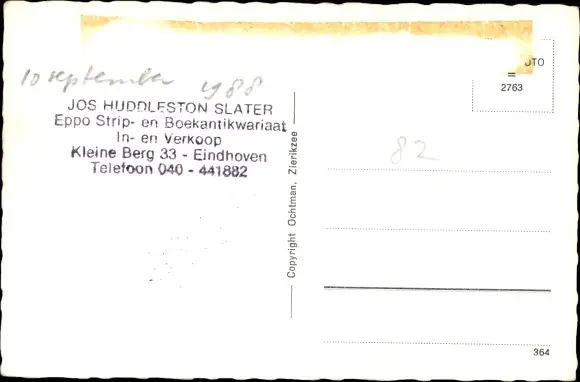 10 september 1988
JOS HUDDLESTON SLATER
Eppo Strip- en Boekantikwariaat
In- en Verkoop
Kleine Berg 33 - Eindhoven
Telefoon 040 - 441882
Copyright Ochtman, Zierikzee
OTO
=
2763
82
364